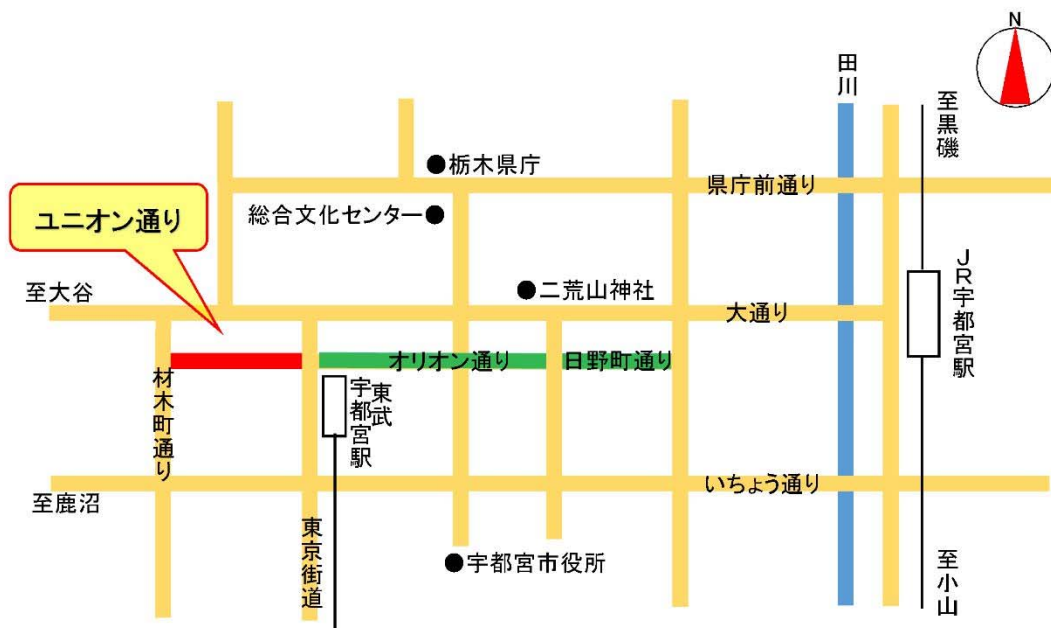 N
田川
至黒磯
●栃木県庁
県庁前通り
総合文化センター●
ユニオン通り
至大谷
●二荒山神社
大通り
JR宇都宮駅
オリオン通り
日野町通り
材木町通り
東武
宇都宮駅
いちょう通り
至鹿沼
東京街道
●宇都宮市役所
至小山